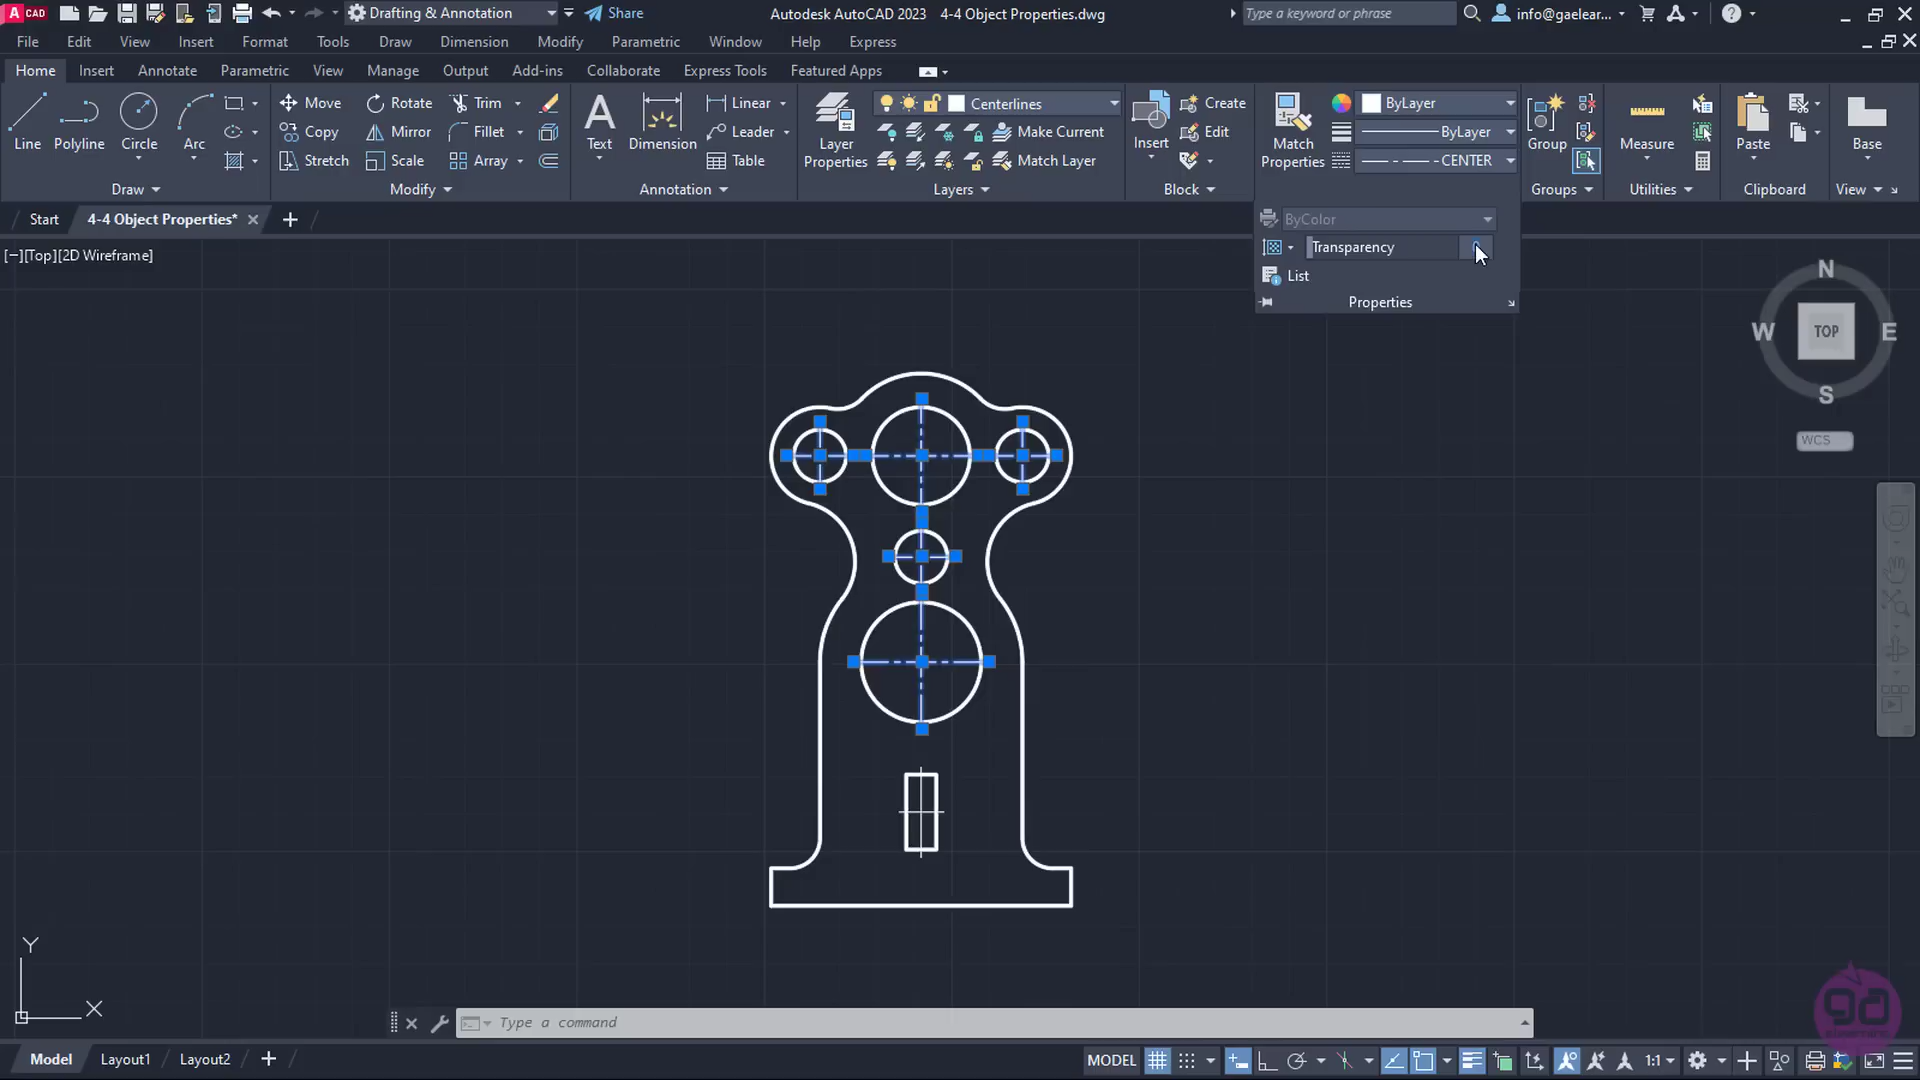 A CAD Drafting & Annotation Share Autodesk AutoCAD 2023 4-4 Object Properties.dwg Type a keyword or phrase info@gaelear...
File Edit View Insert Format Tools Draw Dimension Modify Parametric Window Help Express
Home Insert Annotate Parametric View Manage Output Add-ins Collaborate Express Tools Featured Apps
Line Polyline Circle Arc Move Rotate Trim Text Dimension Linear Layer Properties Centerlines Insert Create Match Properties ByLayer Group Measure Paste Base
Copy Mirror Fillet Leader Make Current Edit ByLayer
Stretch Scale Array Table Match Layer CENTER
Draw Modify Annotation Layers Block Groups Utilities Clipboard View
Start 4-4 Object Properties* ByColor
[−][Top][2D Wireframe] Transparency
List
Properties
N
W TOP E
S
WCS
Y
X
Type a command
Model Layout1 Layout2 MODEL 1:1